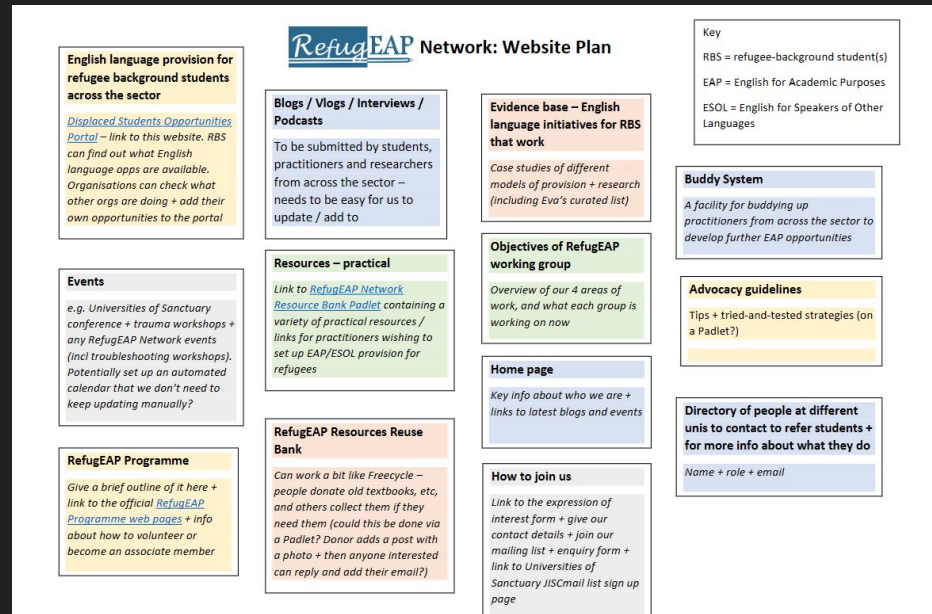 RefugEAP Network: Website Plan
Key
RBS = refugee-background student(s)
EAP = English for Academic Purposes
ESOL = English for Speakers of Other
Languages
English language provision for
refugee background students
across the sector
Displaced Students Opportunities
Portal – link to this website. RBS
can find out what English
language opps are available.
Organisations can check what
other orgs are doing + add their
own opportunities to the portal
Events
e.g. Universities of Sanctuary
conference + trauma workshops +
any RefugEAP Network events
(incl troubleshooting workshops).
Potentially set up an automated
calendar that we don't need to
keep updating manually?
RefugEAP Programme
Give a brief outline of it here +
link to the official RefugEAP
Programme web pages + info
about how to volunteer or
become an associate member
Blogs / Vlogs / Interviews /
Podcasts
To be submitted by students,
practitioners and researchers
from across the sector –
needs to be easy for us to
update / add to
Resources – practical
Link to RefugEAP Network
Resource Bank Padlet containing a
variety of practical resources /
links for practitioners wishing to
set up EAP/ESOL provision for
refugees
RefugEAP Resources Reuse
Bank
Can work a bit like Freecycle –
people donate old textbooks, etc,
and others collect them if they
need them (could this be done via
a Padlet? Donor adds a post with
a photo + then anyone interested
can reply and add their email?)
Evidence base – English
language initiatives for RBS
that work
Case studies of different
models of provision + research
(including Eva's curated list)
Objectives of RefugEAP
working group
Overview of our 4 areas of
work, and what each group is
working on now
Home page
Key info about who we are +
links to latest blogs and events
How to join us
Link to the expression of
interest form + give our
contact details + join our
mailing list + enquiry form +
link to Universities of
Sanctuary JISCmail list sign up
page
Buddy System
A facility for buddying up
practitioners from across the sector to
develop further EAP opportunities
Advocacy guidelines
Tips + tried-and-tested strategies (on
a Padlet?)
Directory of people at different
unis to contact to refer students +
for more info about what they do
Name + role + email